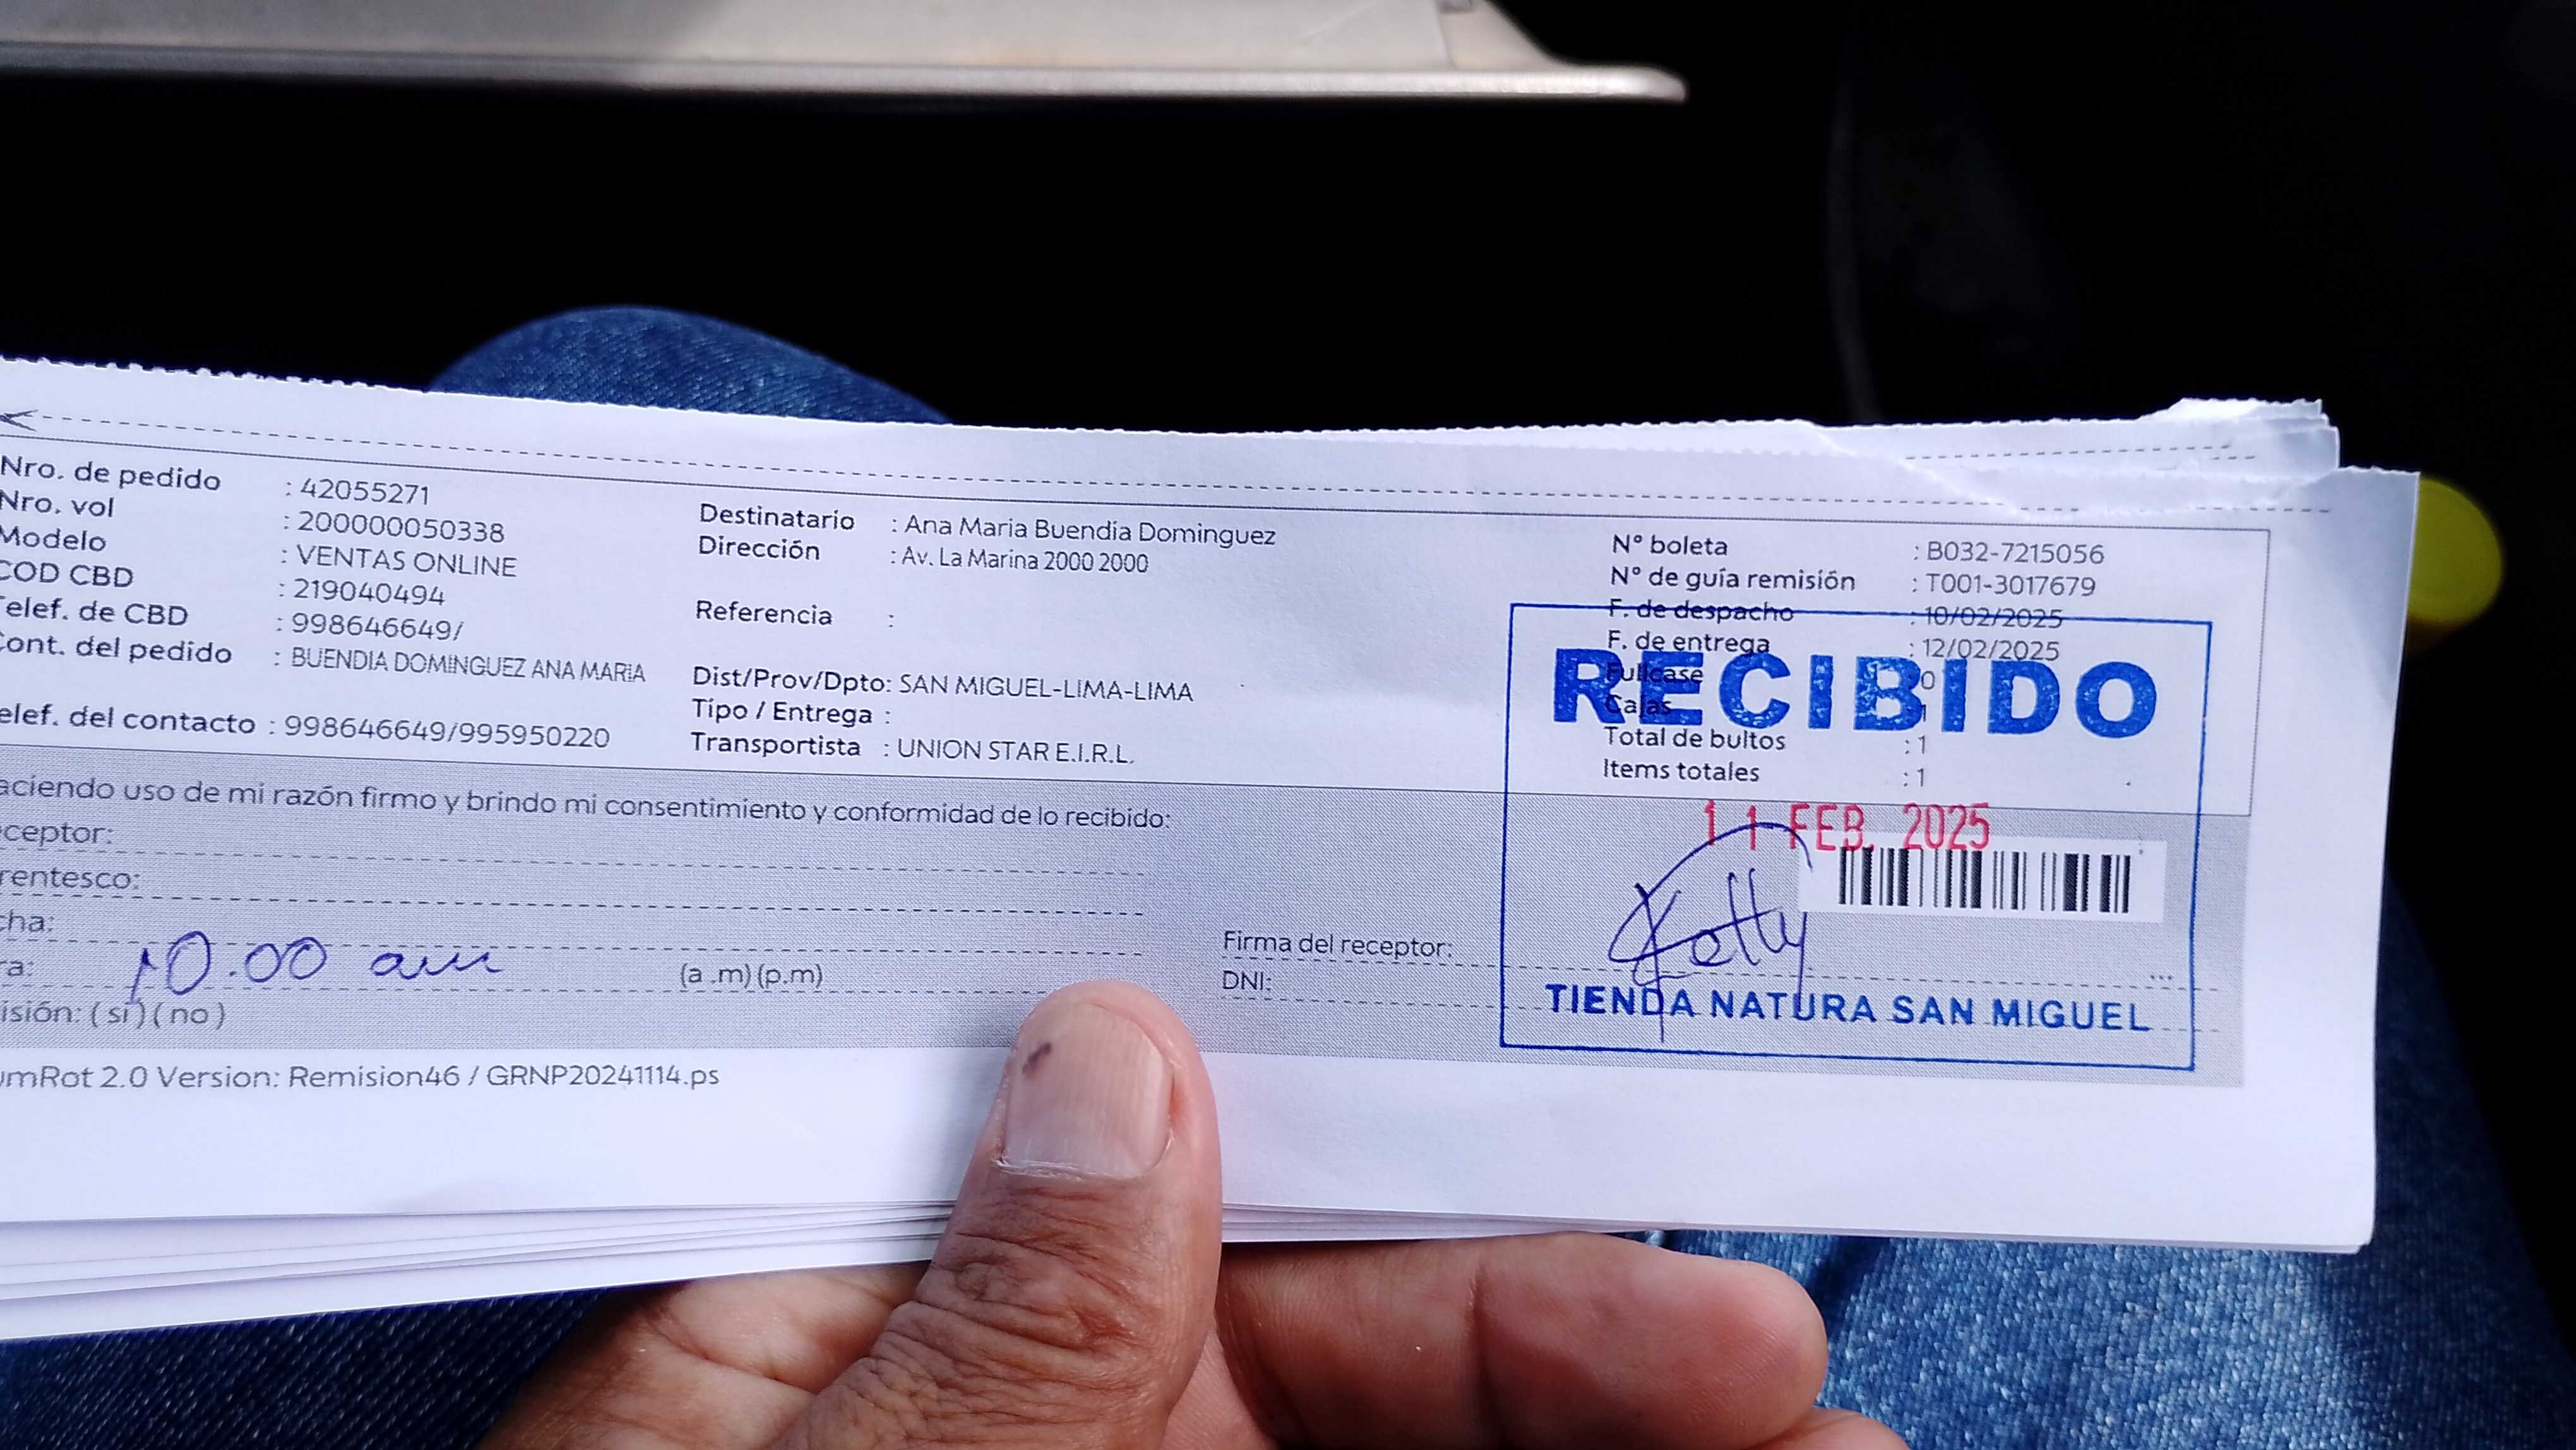 Nro. de pedido : 42055271
Nro. vol : 200000050338
Modelo : VENTAS ONLINE
COD CBD : 219040494
Telef. de CBD : 998646649/
Cont. del pedido : BUENDIA DOMINGUEZ ANA MARIA
elef. del contacto : 998646649/995950220
Destinatario : Ana Maria Buendia Dominguez
Dirección : Av. La Marina 2000 2000
Referencia :
Dist/Prov/Dpto: SAN MIGUEL-LIMA-LIMA
Tipo / Entrega :
Transportista : UNION STAR E.I.R.L.
N° boleta : B032-7215056
N° de guía remisión : T001-3017679
F. de despacho : 10/02/2025
F. de entrega : 12/02/2025
Fullcase 0
Cajas 1
Total de bultos : 1
Items totales : 1
RECIBIDO
11 FEB. 2025
aciendo uso de mi razón firmo y brindo mi consentimiento y conformidad de lo recibido:
ceptor:
rentesco:
cha:
ra: 10.00 am (a .m) (p.m)
isión: ( si ) ( no )
Firma del receptor: Ketty
DNI:
TIENDA NATURA SAN MIGUEL
umRot 2.0 Version: Remision46 / GRNP20241114.ps